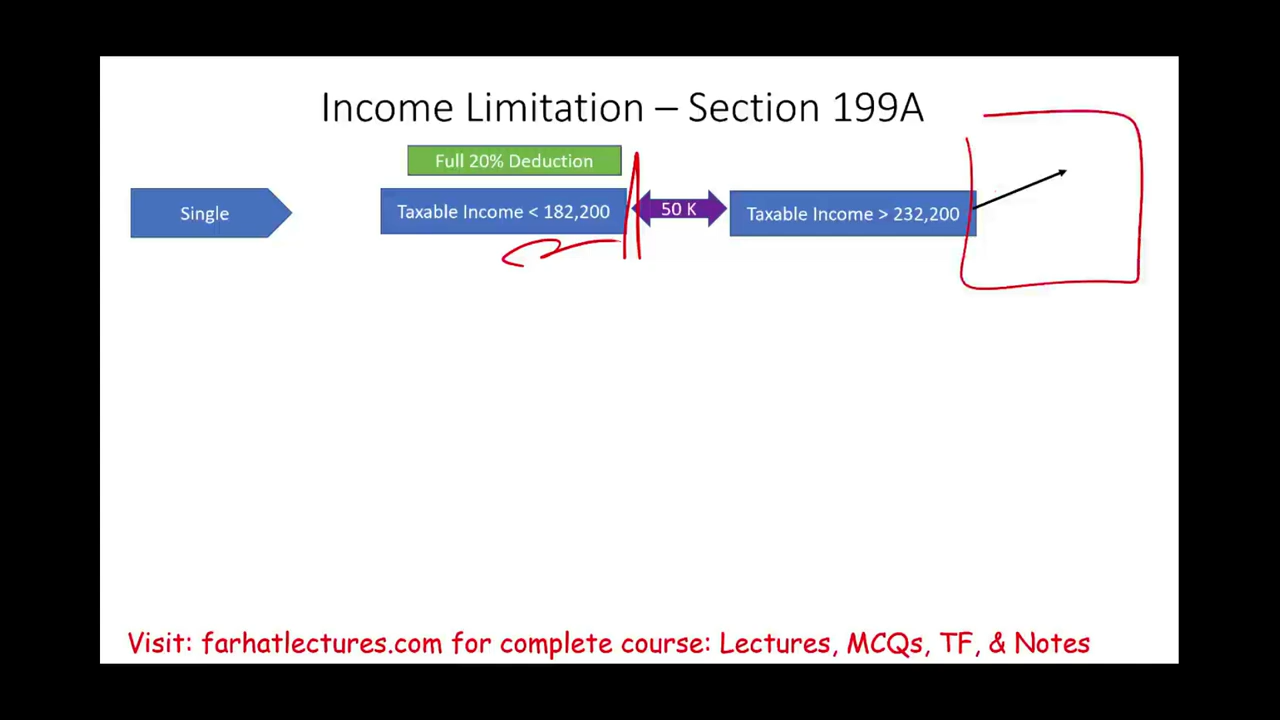 Income Limitation – Section 199A
Full 20% Deduction
Single
Taxable Income < 182,200
50 K
Taxable Income > 232,200
Visit: farhatlectures.com for complete course: Lectures, MCQs, TF, & Notes